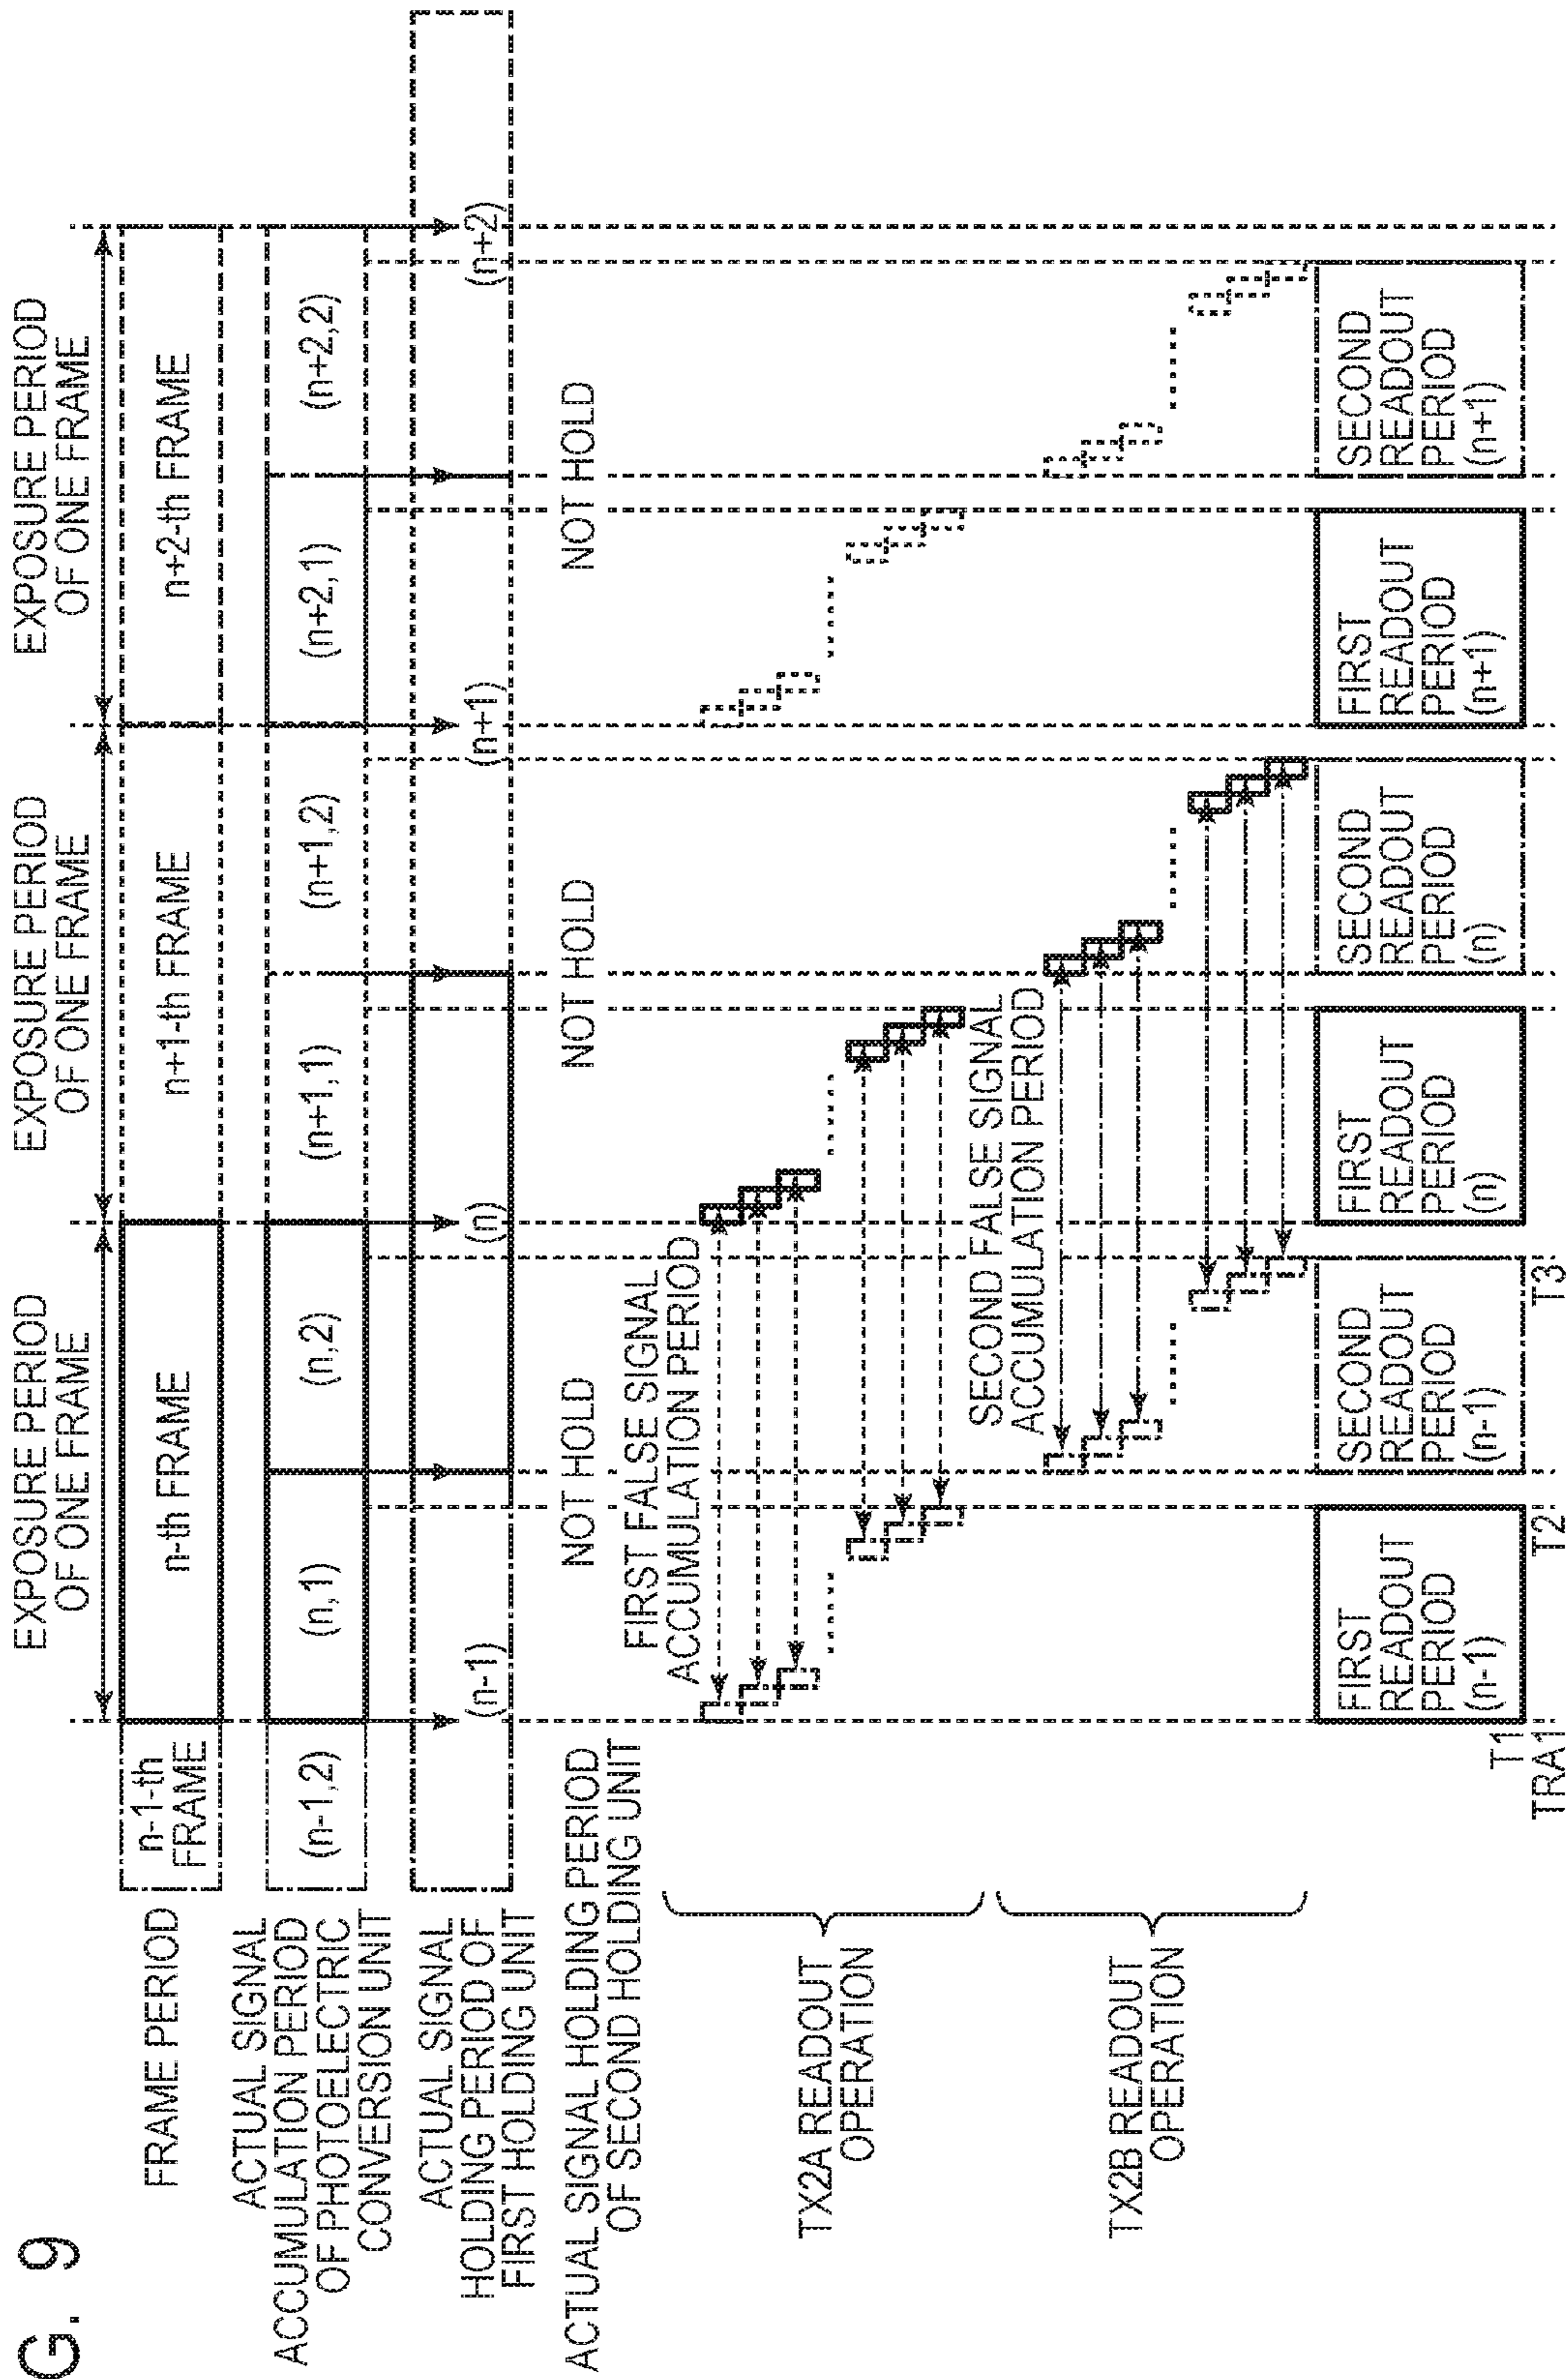 G. 9
EXPOSURE PERIOD
OF ONE FRAME
EXPOSURE PERIOD
OF ONE FRAME
EXPOSURE PERIOD
OF ONE FRAME
FRAME PERIOD
n-1-th
FRAME
n-th FRAME
n+1-th FRAME
n+2-th FRAME
ACTUAL SIGNAL
ACCUMULATION PERIOD
OF PHOTOELECTRIC
CONVERSION UNIT
(n-1,2)
(n,1)
(n,2)
(n+1,1)
(n+1,2)
(n+2,1)
(n+2,2)
ACTUAL SIGNAL
HOLDING PERIOD OF
FIRST HOLDING UNIT
(n-1)
(n)
(n+1)
(n+2)
ACTUAL SIGNAL HOLDING PERIOD
OF SECOND HOLDING UNIT
NOT HOLD
NOT HOLD
NOT HOLD
NOT HOLD
FIRST FALSE SIGNAL
ACCUMULATION PERIOD
TX2A READOUT
OPERATION
SECOND FALSE SIGNAL
ACCUMULATION PERIOD
TX2B READOUT
OPERATION
FIRST
READOUT
PERIOD
(n-1)
SECOND
READOUT
PERIOD
(n-1)
FIRST
READOUT
PERIOD
(n)
SECOND
READOUT
PERIOD
(n)
FIRST
READOUT
PERIOD
(n+1)
SECOND
READOUT
PERIOD
(n+1)
T1
TRA1
T2
T3